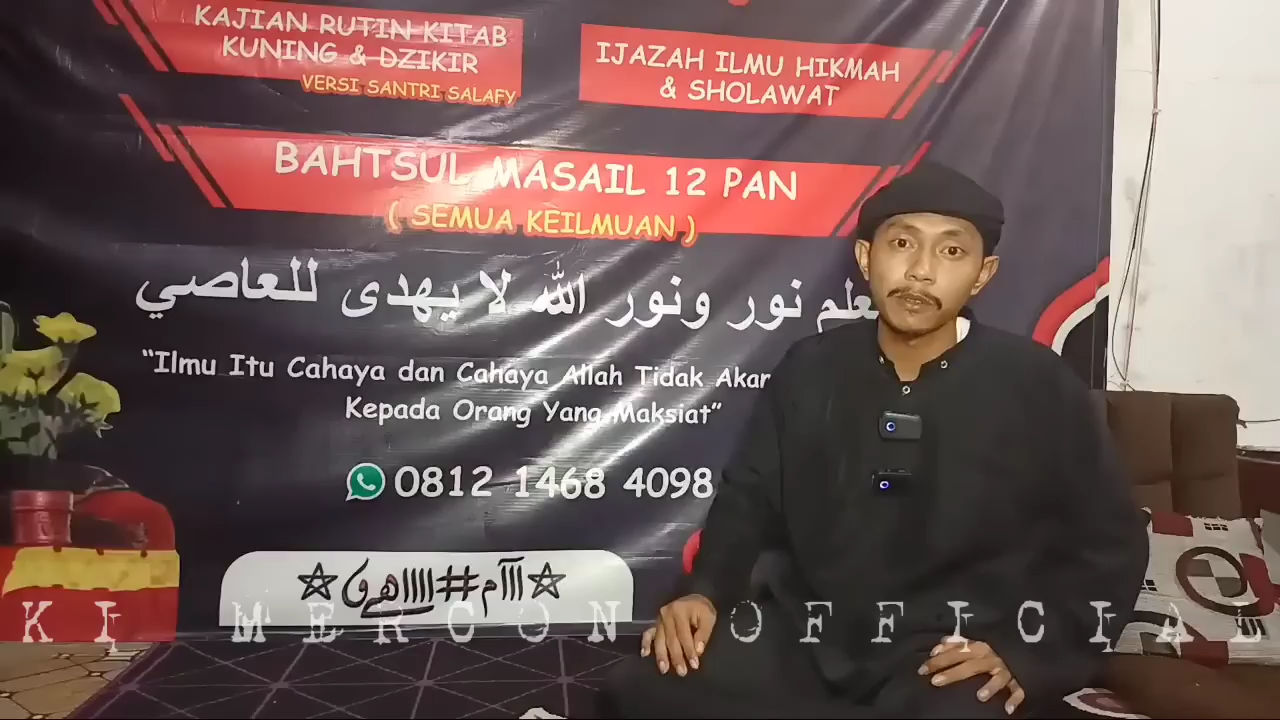 KAJIAN RUTIN KITAB
KUNING & DZIKIR
VERSI SANTRI SALAFY
IJAZAH ILMU HIKMAH
& SHOLAWAT
BAHTSUL MASAIL 12 PAN
( SEMUA KEILMUAN )
علم نور ونور الله لا يهدى للعاصي
"Ilmu Itu Cahaya dan Cahaya Allah Tidak Akan
Kepada Orang Yang Maksiat"
0812 1468 4098
KI MERCON OFFICIAL